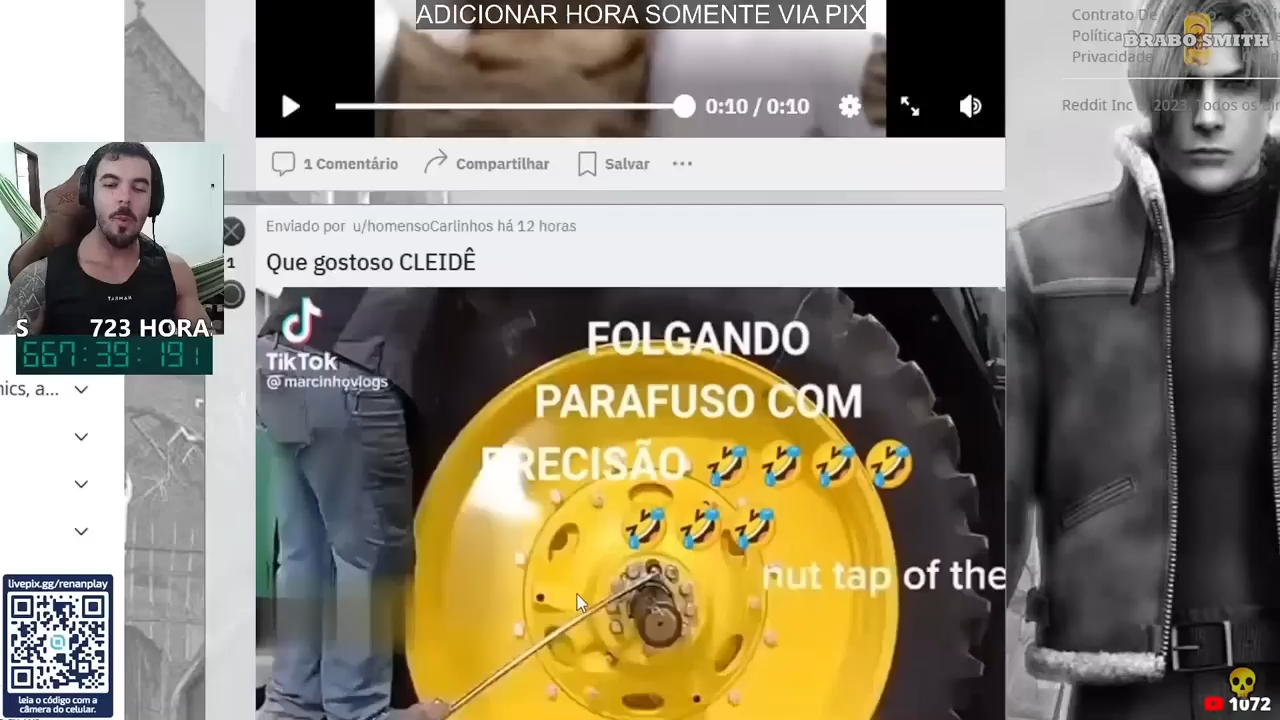 ADICIONAR HORA SOMENTE VIA PIX
Contrato De
Política
Privacidade
BRABO SMITH
Reddit Inc © 2023. Todos os
0:10 / 0:10
1 Comentário
Compartilhar
Salvar
Enviado por u/homensoCarlinhos há 12 horas
1
Que gostoso CLEIDÊ
TikTok
@marcinhovlogs
FOLGANDO
PARAFUSO COM
PRECISÃO 🤣🤣🤣🤣
🤣🤣🤣
nut tap of the
TARMAN
S 723 HORA
667:39:19
ics, a...
livepix.gg/renanplay
leia o código com a
câmera do celular.
1072